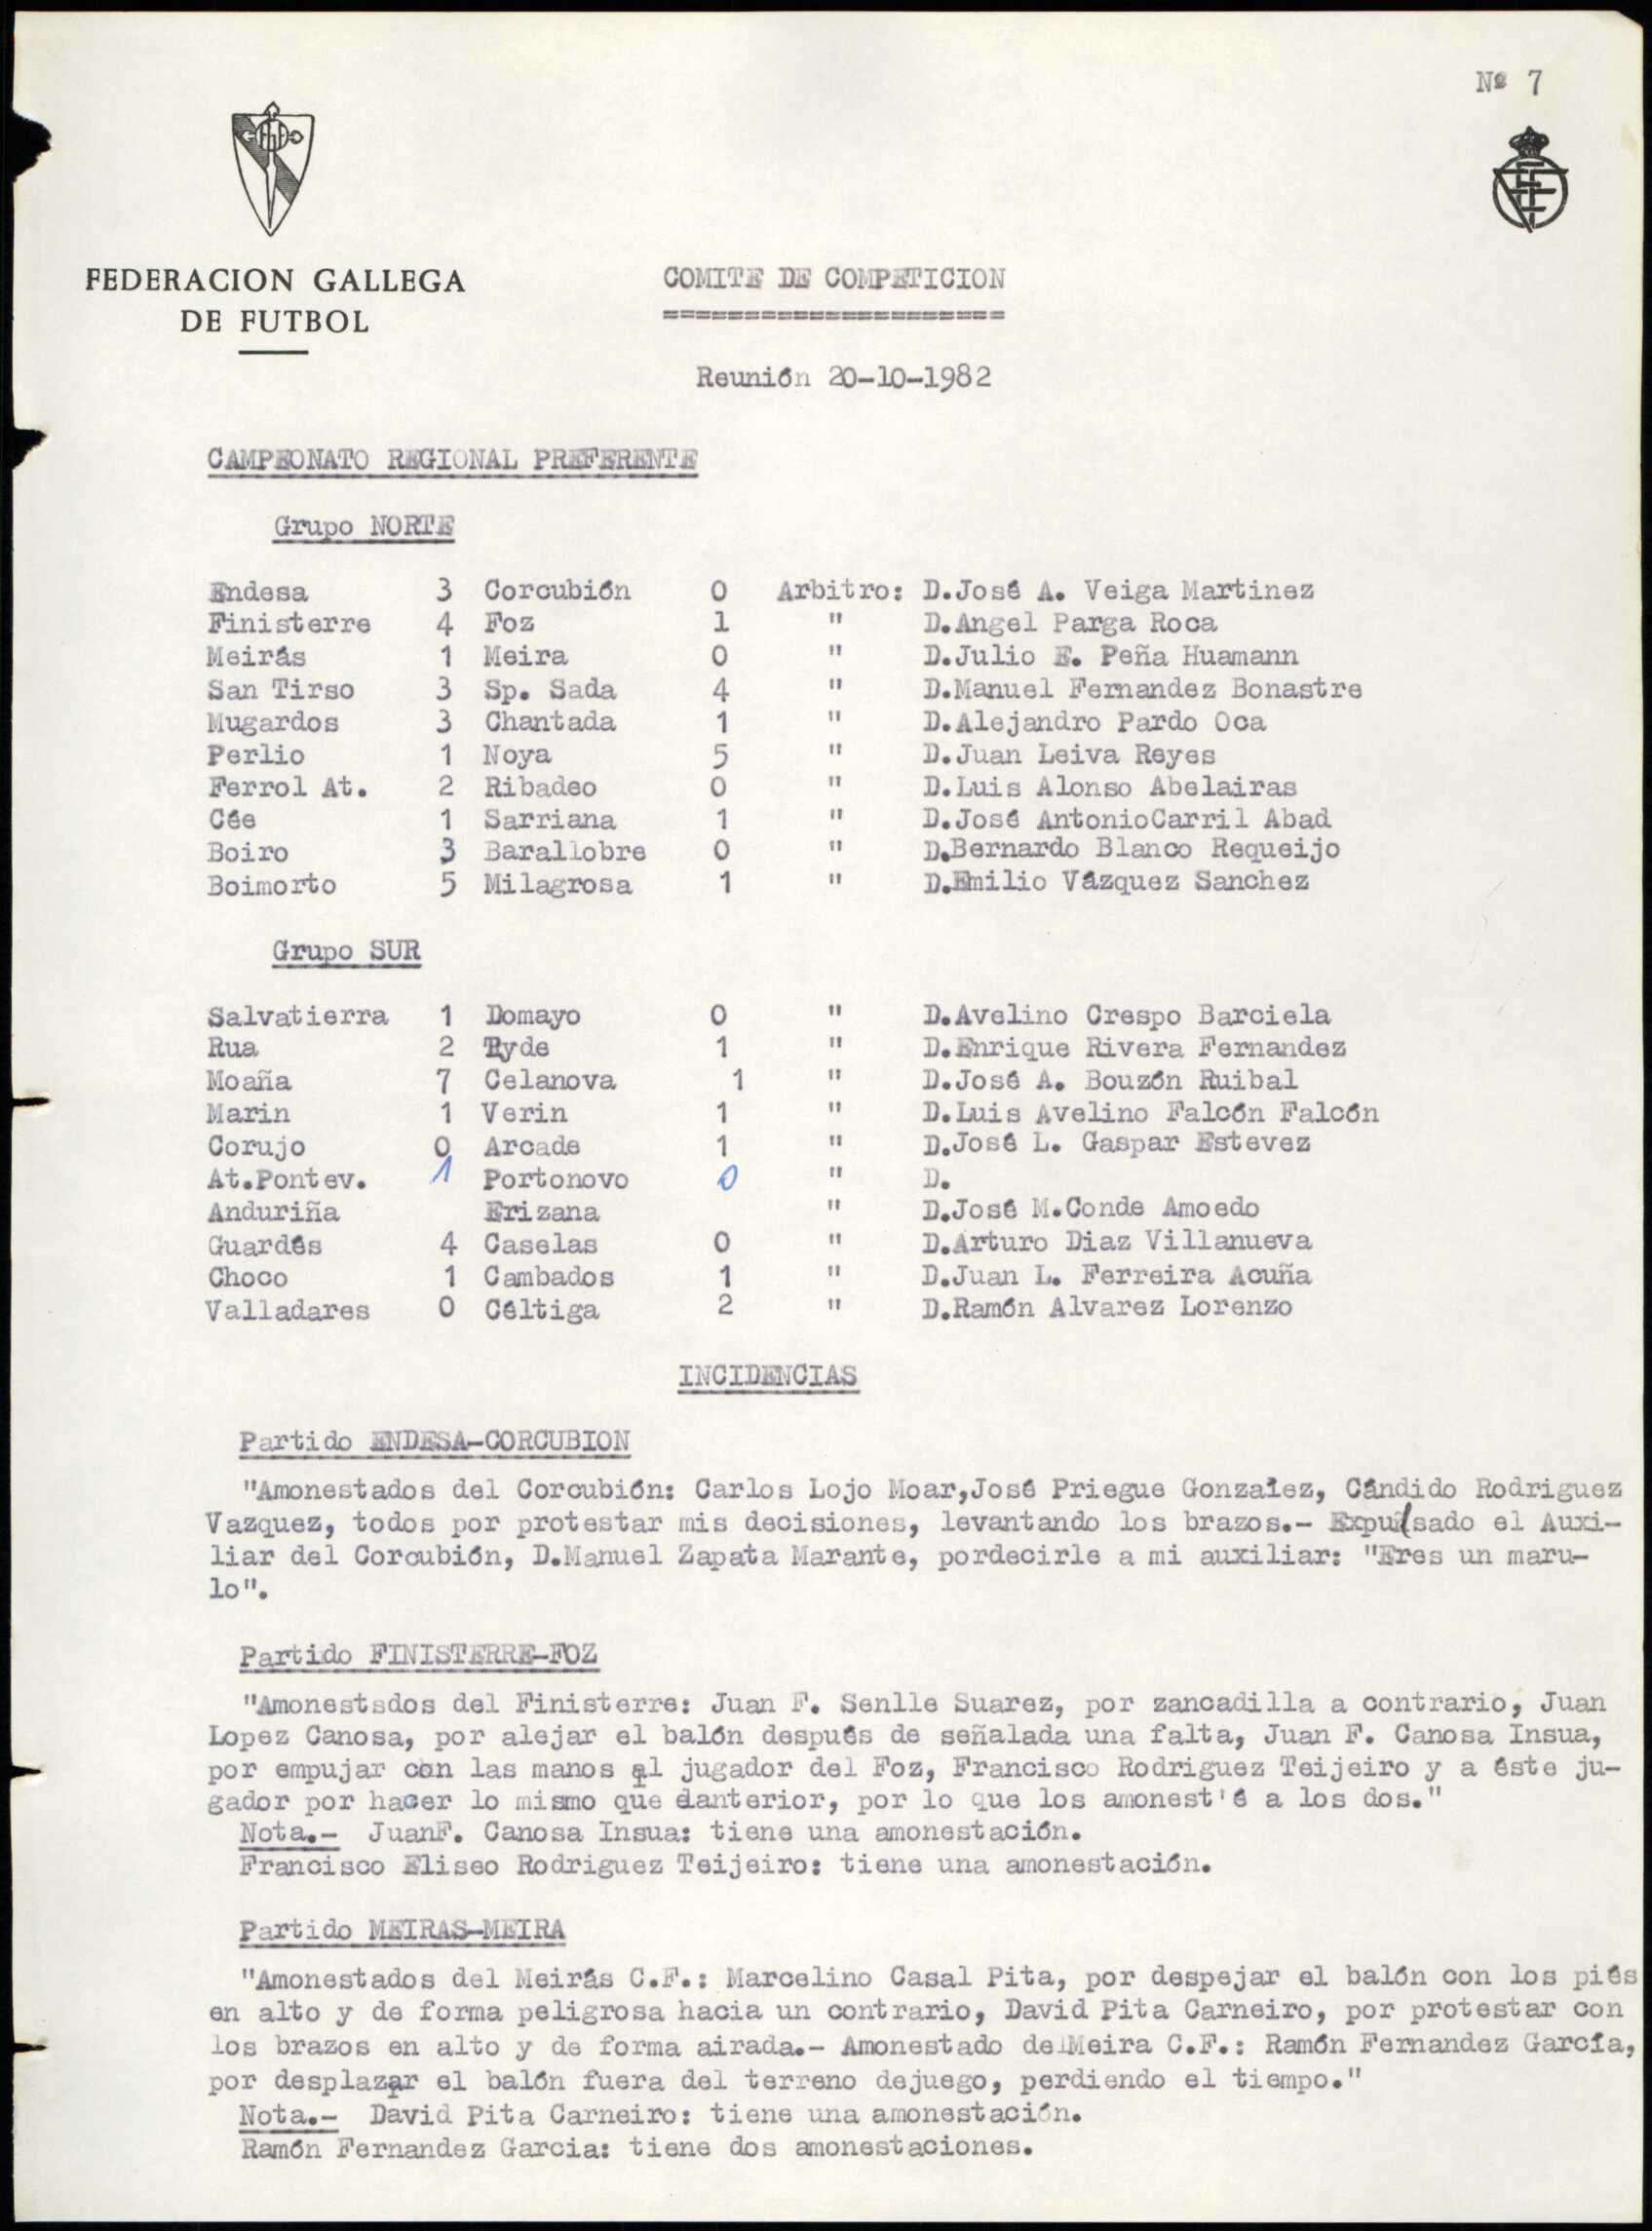 Nº 7
FEDERACION GALLEGA
DE FUTBOL
COMITE DE COMPETICION
=====================
Reunión 20-10-1982
CAMPEONATO REGIONAL PREFERENTE
Grupo NORTE
Endesa 3 Corcubión 0 Arbitro: D.José A. Veiga Martinez
Finisterre 4 Foz 1 " D.Angel Parga Roca
Meirás 1 Meira 0 " D.Julio E. Peña Huamann
San Tirso 3 Sp. Sada 4 " D.Manuel Fernandez Bonastre
Mugardos 3 Chantada 1 " D.Alejandro Pardo Oca
Perlio 1 Noya 5 " D.Juan Leiva Reyes
Ferrol At. 2 Ribadeo 0 " D.Luis Alonso Abelairas
Cée 1 Sarriana 1 " D.José AntonioCarril Abad
Boiro 3 Barallobre 0 " D.Bernardo Blanco Requeijo
Boimorto 5 Milagrosa 1 " D.Emilio Vázquez Sanchez
Grupo SUR
Salvatierra 1 Domayo 0 " D.Avelino Crespo Barciela
Rua 2 Tyde 1 " D.Enrique Rivera Fernandez
Moaña 7 Celanova 1 " D.José A. Bouzón Ruibal
Marin 1 Verin 1 " D.Luis Avelino Falcón Falcón
Corujo 0 Arcade 1 " D.José L. Gaspar Estevez
At.Pontev. 1 Portonovo 0 " D.
Anduriña Erizana " D.José M.Conde Amoedo
Guardés 4 Caselas 0 " D.Arturo Diaz Villanueva
Choco 1 Cambados 1 " D.Juan L. Ferreira Acuña
Valladares 0 Céltiga 2 " D.Ramón Alvarez Lorenzo
INCIDENCIAS
Partido ENDESA-CORCUBION
"Amonestados del Corcubión: Carlos Lojo Moar,José Priegue Gonzalez, Cándido Rodriguez
Vazquez, todos por protestar mis decisiones, levantando los brazos.- Expulsado el Auxi-
liar del Corcubión, D.Manuel Zapata Marante, pordecirle a mi auxiliar: "Eres un maru-
lo".
Partido FINISTERRE-FOZ
"Amonestsdos del Finisterre: Juan F. Senlle Suarez, por zancadilla a contrario, Juan
Lopez Canosa, por alejar el balón después de señalada una falta, Juan F. Canosa Insua,
por empujar con las manos al jugador del Foz, Francisco Rodriguez Teijeiro y a éste ju-
gador por hacer lo mismo que elanterior, por lo que los amonest'é a los dos."
Nota.- JuanF. Canosa Insua: tiene una amonestación.
Francisco Eliseo Rodriguez Teijeiro: tiene una amonestación.
Partido MEIRAS-MEIRA
"Amonestados del Meirás C.F.: Marcelino Casal Pita, por despejar el balón con los piés
en alto y de forma peligrosa hacia un contrario, David Pita Carneiro, por protestar con
los brazos en alto y de forma airada.- Amonestado delMeira C.F.: Ramón Fernandez García,
por desplazar el balón fuera del terreno dejuego, perdiendo el tiempo."
Nota.- David Pita Carneiro: tiene una amonestación.
Ramón Fernandez Garcia: tiene dos amonestaciones.